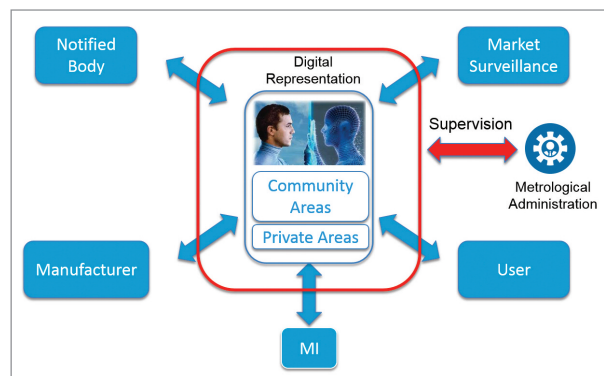 Notified
Body
Digital
Representation
Market
Surveillance
Supervision
Metrological
Administration
Community
Areas
Private Areas
Manufacturer
User
MI